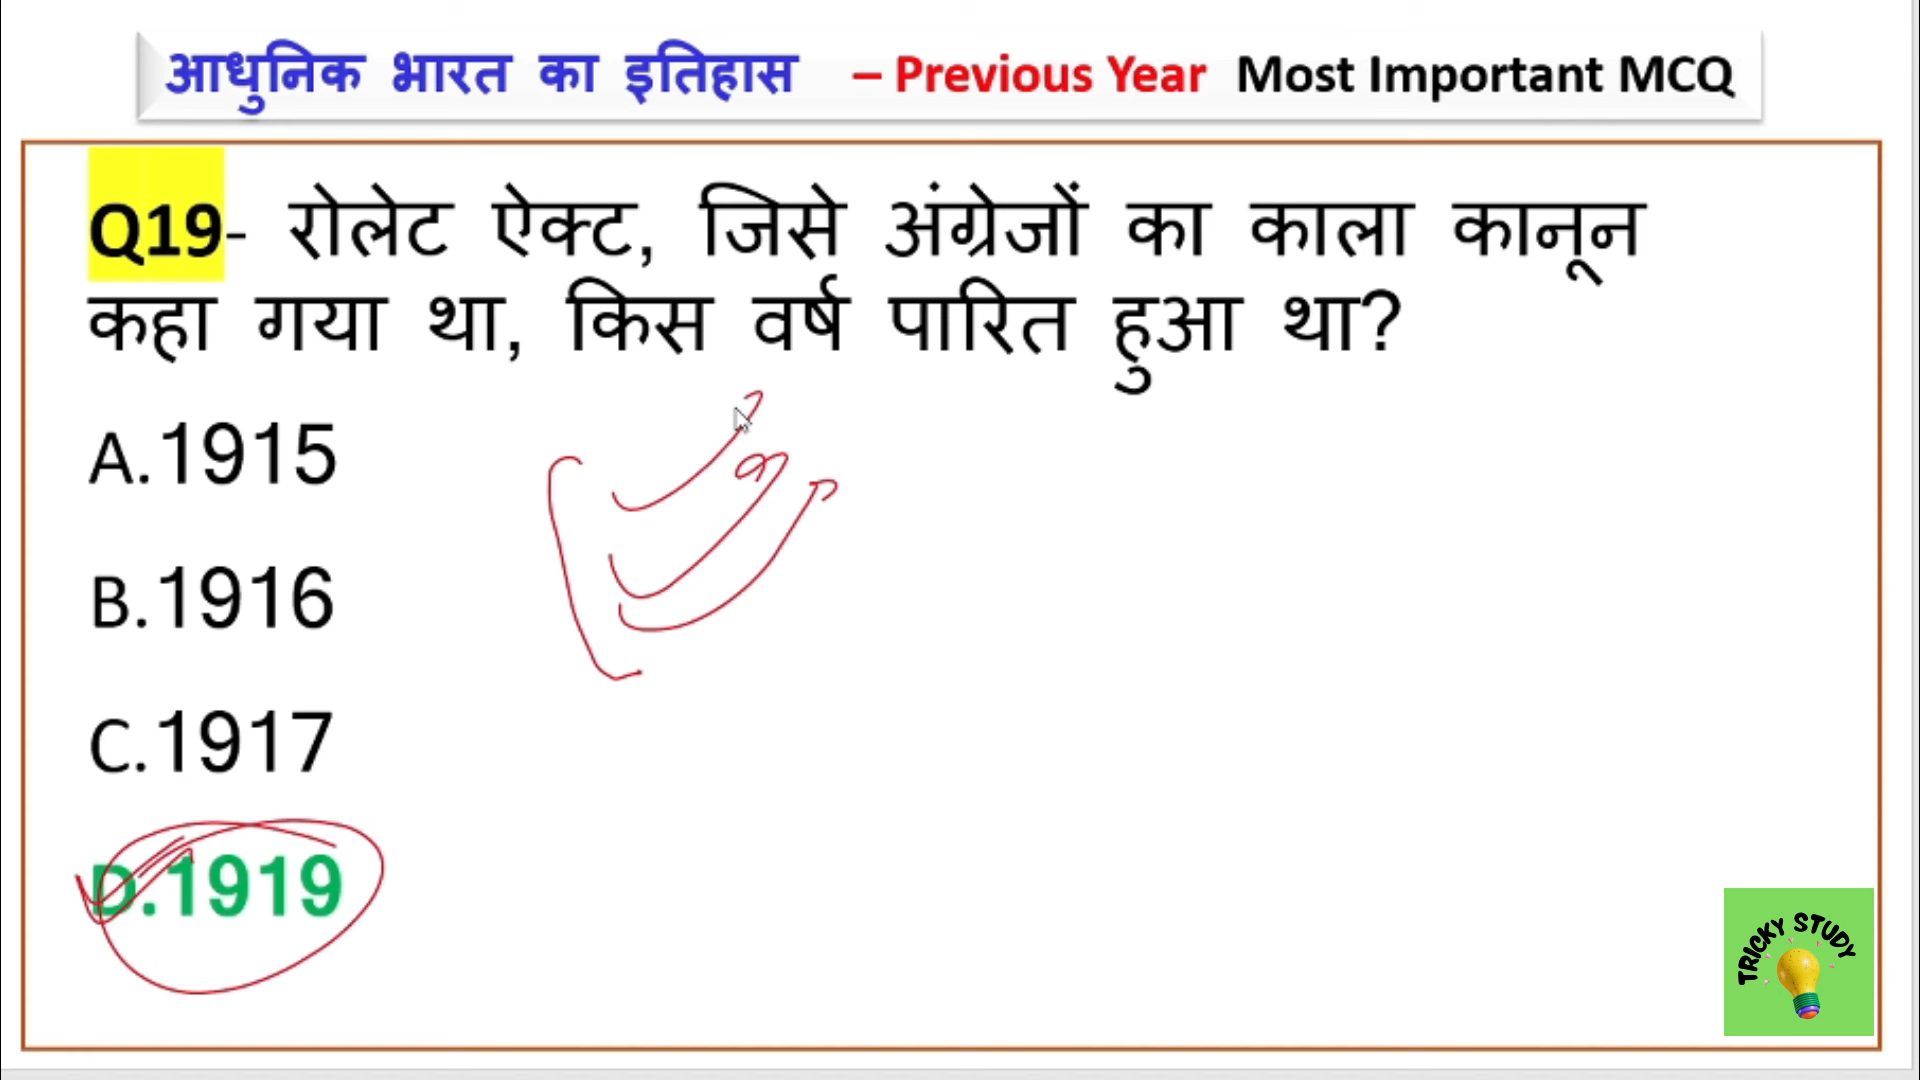 आधुनिक भारत का इतिहास – Previous Year Most Important MCQ
Q19- रोलेट ऐक्ट, जिसे अंग्रेजों का काला कानून
कहा गया था, किस वर्ष पारित हुआ था?
A.1915
B.1916
C.1917
D.1919
TRICKY STUDY